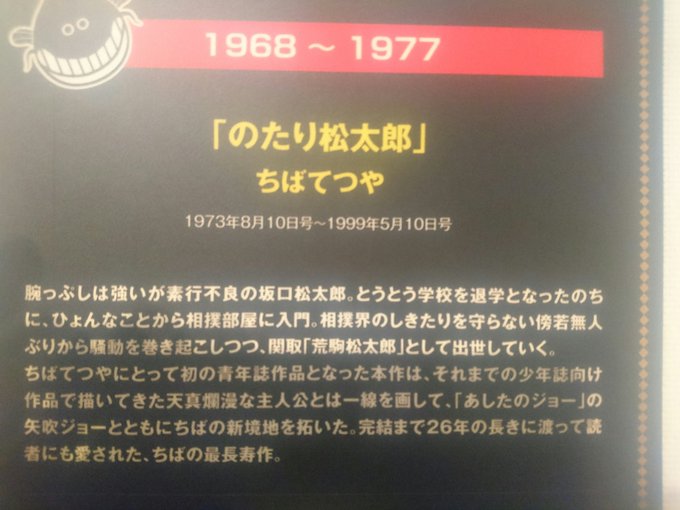 1968 ~ 1977
「のたり松太郎」
ちばてつや
1973年8月10日号~1999年5月10日号
腕っぷしは強いが素行不良の坂口松太郎。とうとう学校を退学となったのち
に、ひょんなことから相撲部屋に入門。相撲界のしきたりを守らない傍若無人
ぶりから騒動を巻き起こしつつ、関取「荒駒松太郎」として出世していく。
ちばてつやにとって初の青年誌作品となった本作は、それまでの少年誌向け
作品で描いてきた天真爛漫な主人公とは一線を画して、「あしたのジョー」の
矢吹ジョーとともにちばの新境地を拓いた。完結まで26年の長きに渡って読
者にも愛された、ちばの最長寿作。